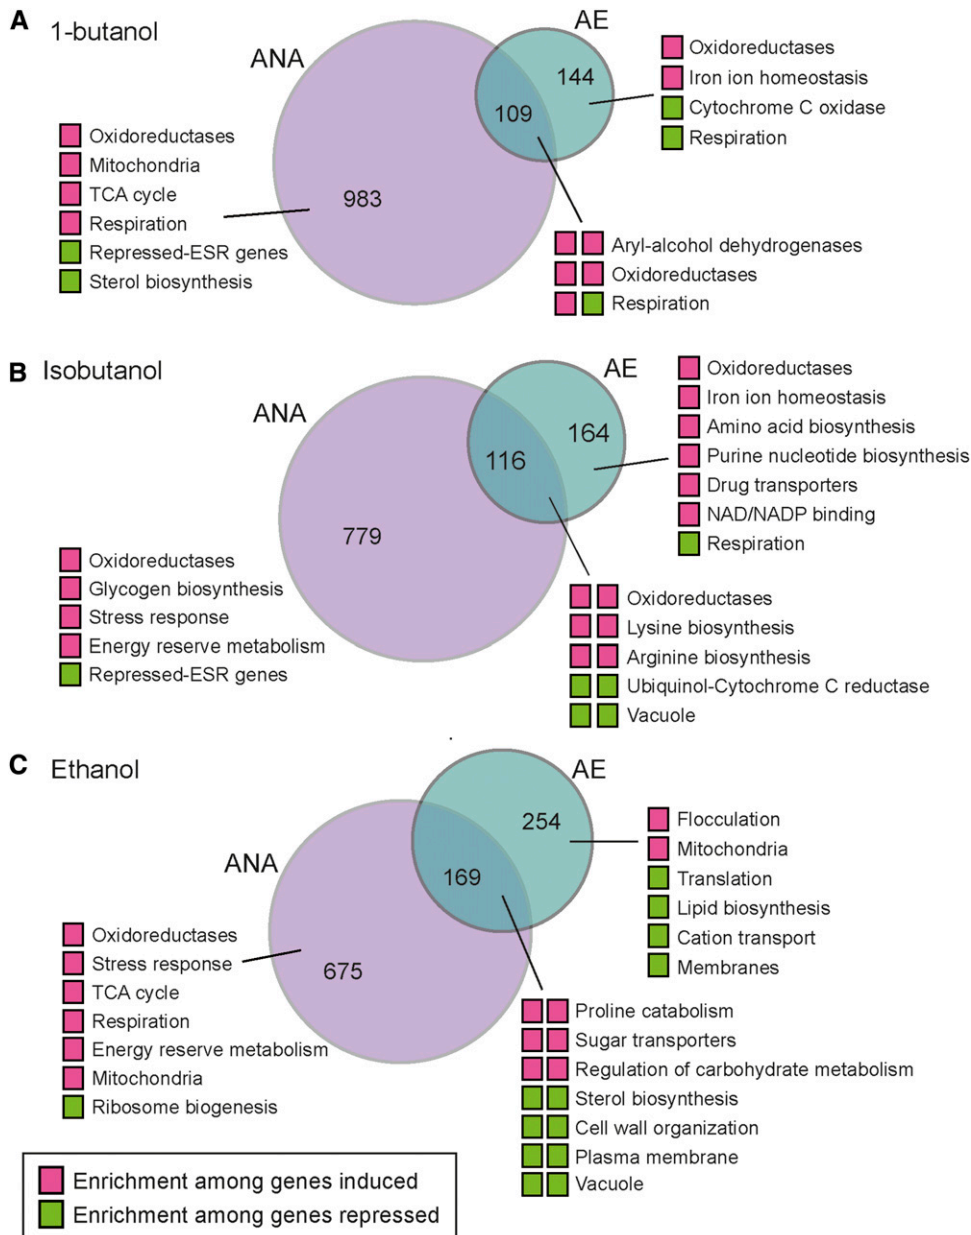 A 1-butanol
ANA
AE
144
109
983
Oxidoreductases
Iron ion homeostasis
Cytochrome C oxidase
Respiration
Oxidoreductases
Mitochondria
TCA cycle
Respiration
Repressed-ESR genes
Sterol biosynthesis
Aryl-alcohol dehydrogenases
Oxidoreductases
Respiration
B Isobutanol
ANA
AE
164
116
779
Oxidoreductases
Iron ion homeostasis
Amino acid biosynthesis
Purine nucleotide biosynthesis
Drug transporters
NAD/NADP binding
Respiration
Oxidoreductases
Glycogen biosynthesis
Stress response
Energy reserve metabolism
Repressed-ESR genes
Oxidoreductases
Lysine biosynthesis
Arginine biosynthesis
Ubiquinol-Cytochrome C reductase
Vacuole
C Ethanol
ANA
AE
254
169
675
Flocculation
Mitochondria
Translation
Lipid biosynthesis
Cation transport
Membranes
Oxidoreductases
Stress response
TCA cycle
Respiration
Energy reserve metabolism
Mitochondria
Ribosome biogenesis
Proline catabolism
Sugar transporters
Regulation of carbohydrate metabolism
Sterol biosynthesis
Cell wall organization
Plasma membrane
Vacuole
Enrichment among genes induced
Enrichment among genes repressed